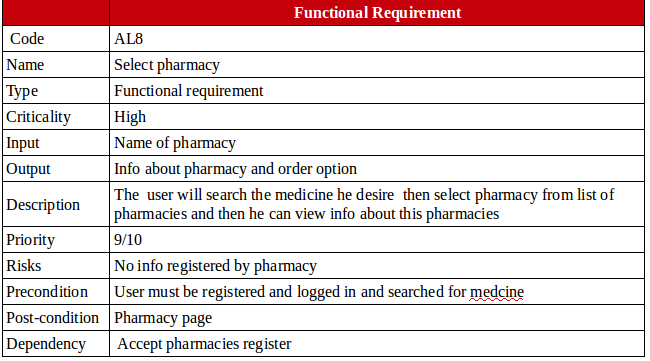 Functional Requirement
Code AL8
Name Select pharmacy
Type Functional requirement
Criticality High
Input Name of pharmacy
Output Info about pharmacy and order option
Description The user will search the medicine he desire then select pharmacy from list of
pharmacies and then he can view info about this pharmacies
Priority 9/10
Risks No info registered by pharmacy
Precondition User must be registered and logged in and searched for medcine
Post-condition Pharmacy page
Dependency Accept pharmacies register